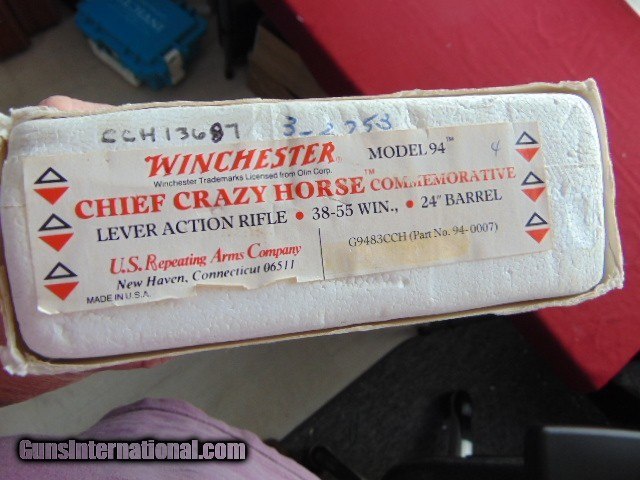 CCH13687 3-2753
WINCHESTER® MODEL 94™ 4
Winchester Trademarks Licensed from Olin Corp.
CHIEF CRAZY HORSE™ COMMEMORATIVE
LEVER ACTION RIFLE • 38-55 WIN., • 24" BARREL
U.S. Repeating Arms Company G9483CCH (Part No. 94-0007)
New Haven, Connecticut 06511
MADE IN U.S.A.
GunsInternational.com